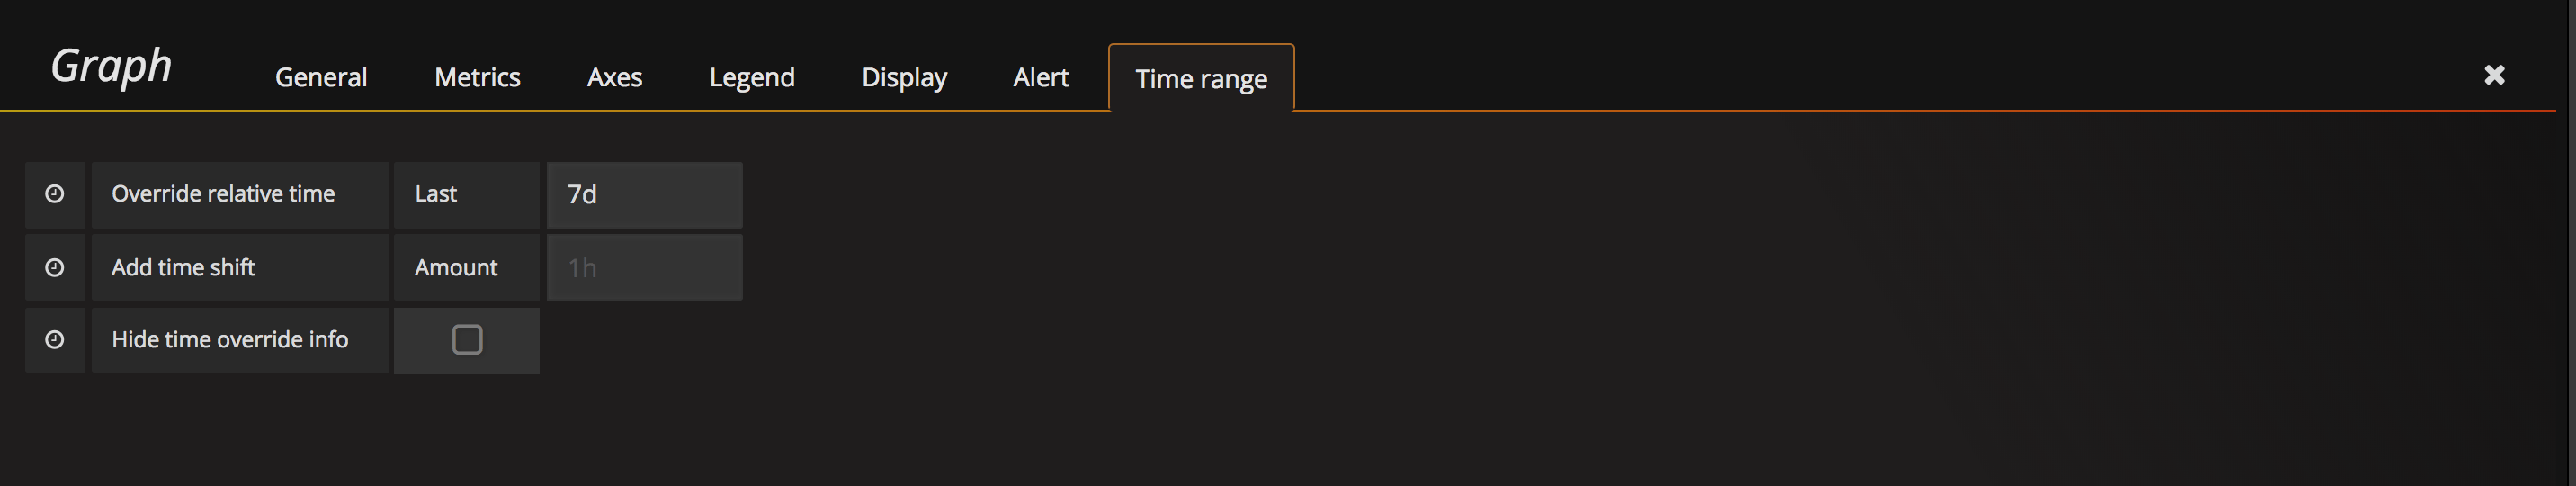 Graph General Metrics Axes Legend Display Alert Time range
Override relative time Last 7d
Add time shift Amount 1h
Hide time override info